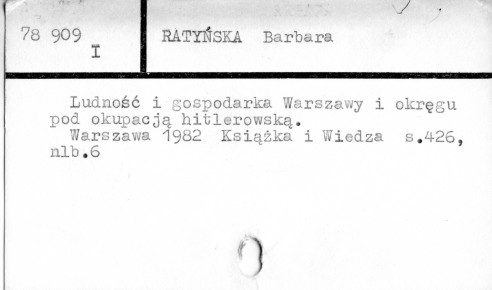 78 909
I
RATYŃSKA Barbara
Ludność i gospodarka Warszawy i okręgu
pod okupacją hitlerowską.
Warszawa 1982 Książka i Wiedza s.426,
nlb.6